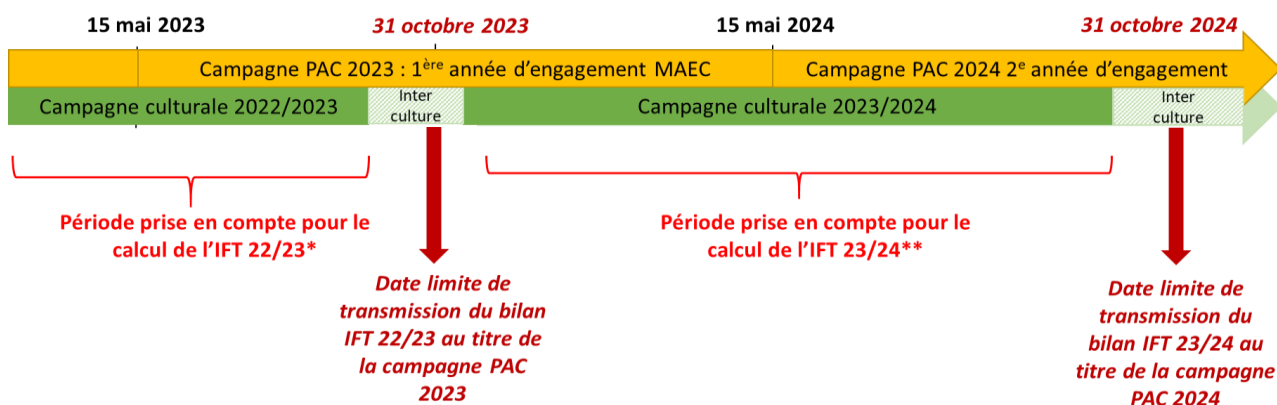 15 mai 2023
31 octobre 2023
15 mai 2024
31 octobre 2024
Campagne PAC 2023 : 1ère année d'engagement MAEC
Campagne PAC 2024 2e année d'engagement
Campagne culturale 2022/2023
Inter
culture
Campagne culturale 2023/2024
Inter
culture
Période prise en compte pour le
calcul de l'IFT 22/23*
Période prise en compte pour le
calcul de l'IFT 23/24**
Date limite de
transmission du bilan
IFT 22/23 au titre de
la campagne PAC
2023
Date limite de
transmission du
bilan IFT 23/24 au
titre de la campagne
PAC 2024